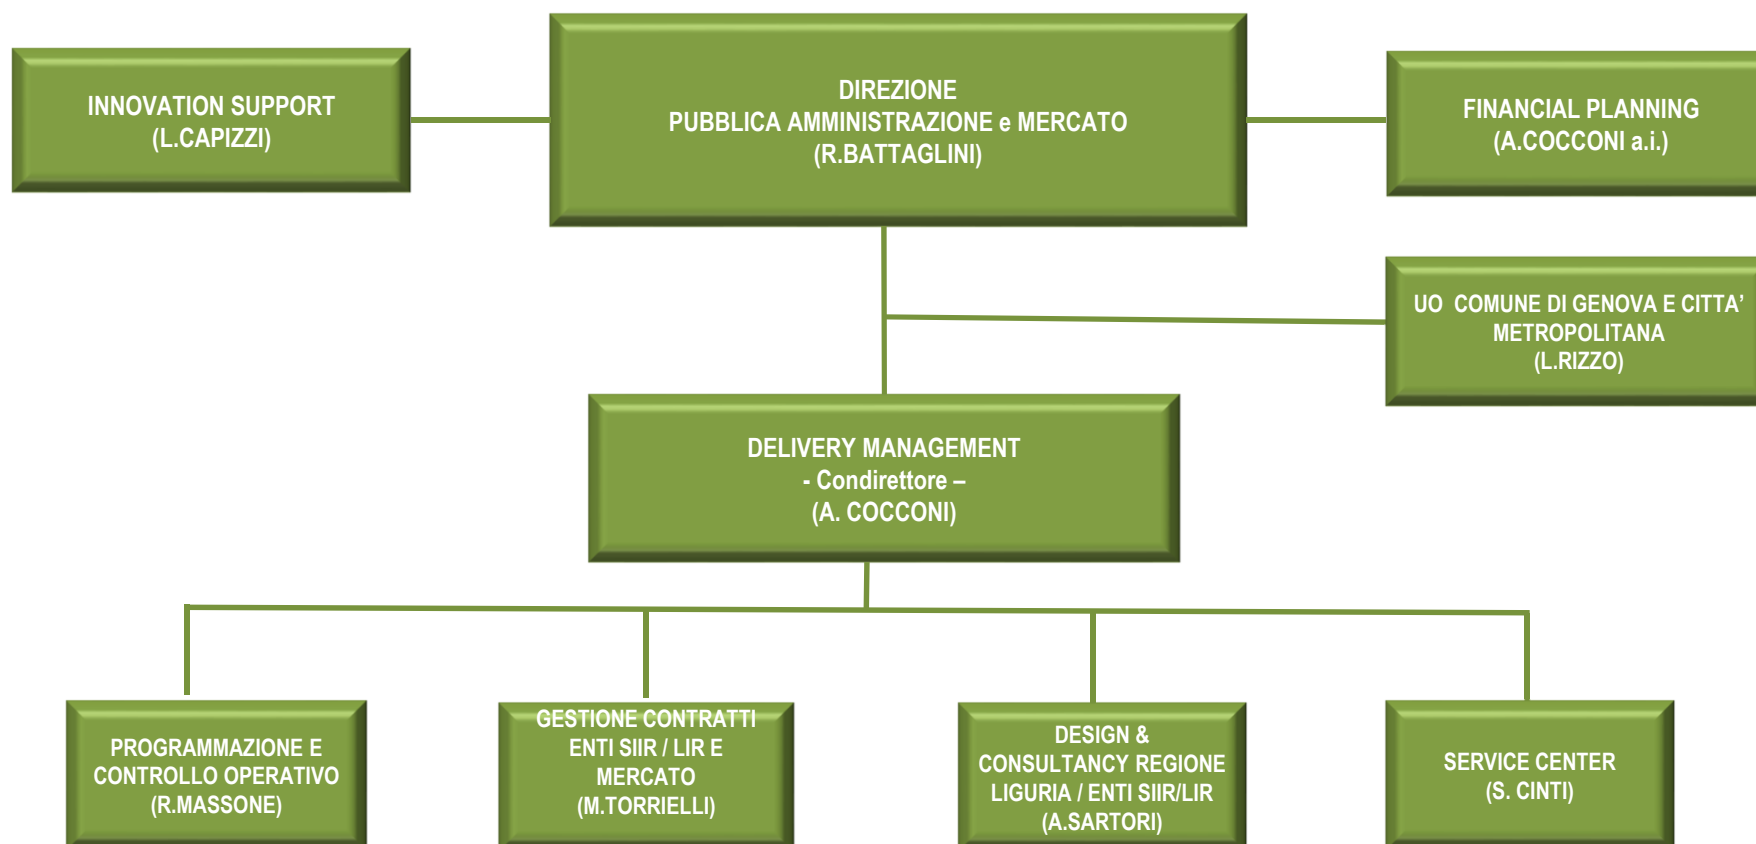 INNOVATION SUPPORT
(L.CAPIZZI)
DIREZIONE
PUBBLICA AMMINISTRAZIONE e MERCATO
(R.BATTAGLINI)
FINANCIAL PLANNING
(A.COCCONI a.i.)
UO COMUNE DI GENOVA E CITTA’
METROPOLITANA
(L.RIZZO)
DELIVERY MANAGEMENT
- Condirettore –
(A. COCCONI)
PROGRAMMAZIONE E
CONTROLLO OPERATIVO
(R.MASSONE)
GESTIONE CONTRATTI
ENTI SIIR / LIR E
MERCATO
(M.TORRIELLI)
DESIGN &
CONSULTANCY REGIONE
LIGURIA / ENTI SIIR/LIR
(A.SARTORI)
SERVICE CENTER
(S. CINTI)